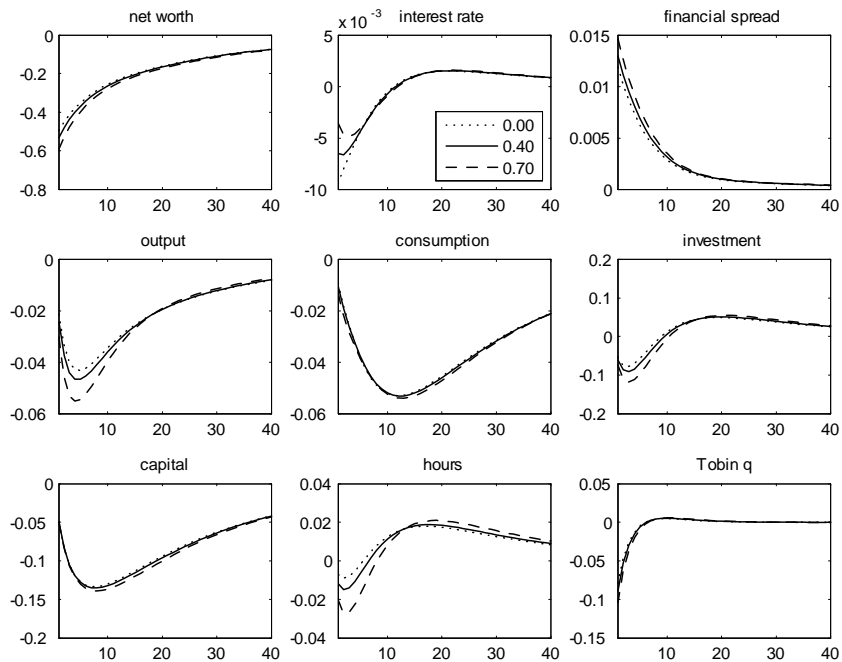 net worth
0
-0.2
-0.4
-0.6
-0.8
10 20 30 40
interest rate
x 10 -3
5
0
-5
-10
10 20 30 40
0.00
0.40
0.70
financial spread
0.015
0.01
0.005
0
10 20 30 40
output
0
-0.02
-0.04
-0.06
10 20 30 40
consumption
0
-0.02
-0.04
-0.06
10 20 30 40
investment
0.2
0.1
0
-0.1
-0.2
10 20 30 40
capital
0
-0.05
-0.1
-0.15
-0.2
10 20 30 40
hours
0.04
0.02
0
-0.02
-0.04
10 20 30 40
Tobin q
0.05
0
-0.05
-0.1
-0.15
10 20 30 40